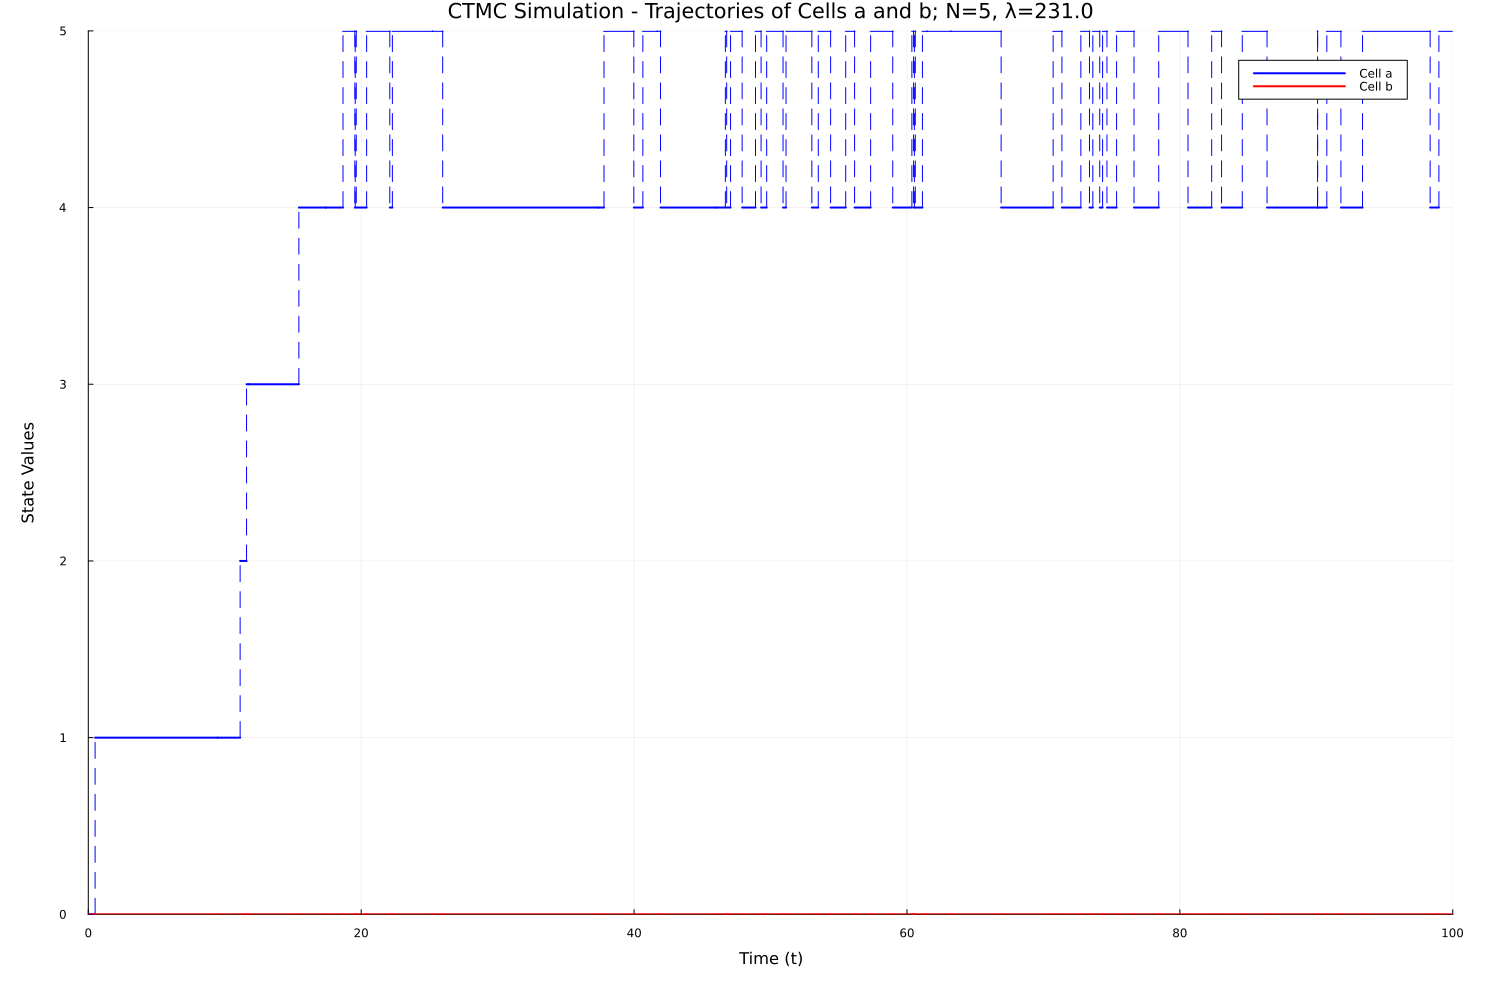 CTMC Simulation - Trajectories of Cells a and b; N=5, λ=231.0
5
Cell a
Cell b
4
3
State Values
2
1
0
0 20 40 60 80 100
Time (t)